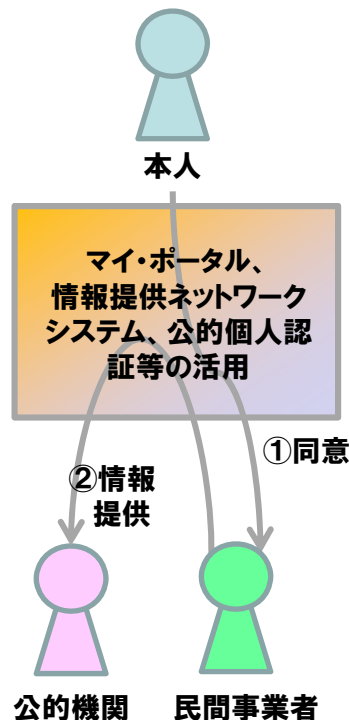 本人
マイ・ポータル、
情報提供ネットワーク
システム、公的個人認
証等の活用
①同意
②情報
提供
公的機関
民間事業者